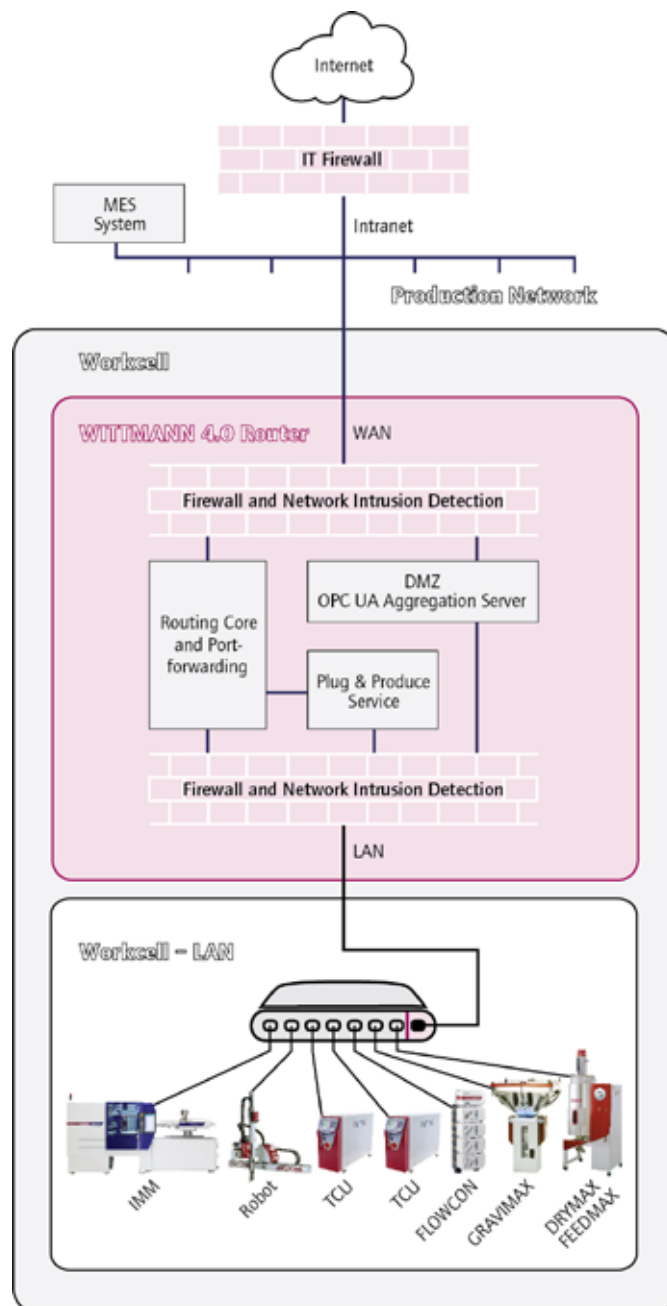 Internet
IT Firewall
MES
System
Intranet
Production Network
Workcell
WITTMANN 4.0 Router
WAN
Firewall and Network Intrusion Detection
Routing Core
and Port-
forwarding
DMZ
OPC UA Aggregation Server
Plug & Produce
Service
Firewall and Network Intrusion Detection
LAN
Workcell – LAN
IMM
Robot
TCU
TCU
FLOWCON
GRAVIMAX
DRYMAX
FEEDMAX